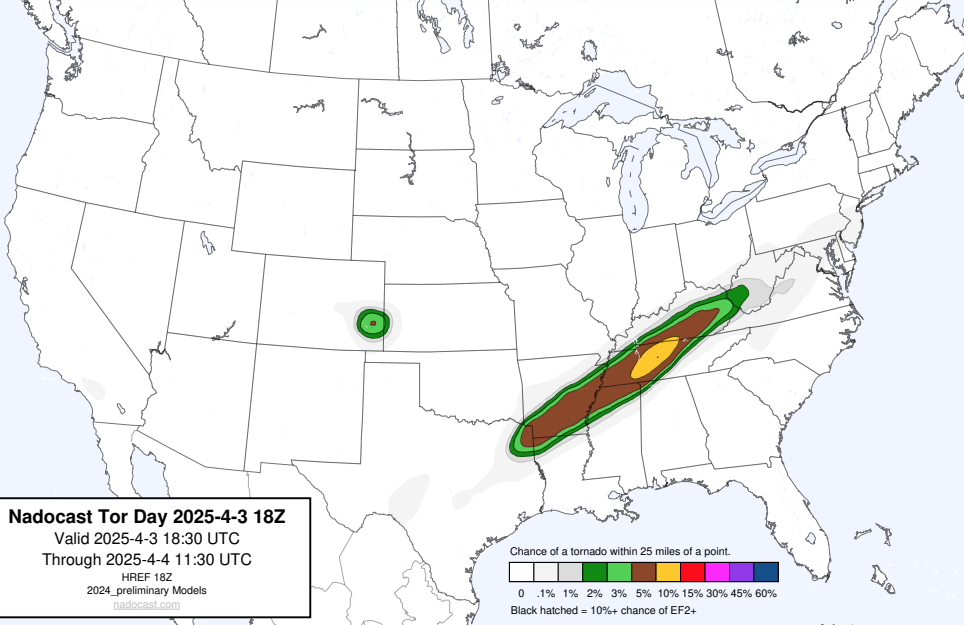 Nadocast Tor Day 2025-4-3 18Z
Valid 2025-4-3 18:30 UTC
Through 2025-4-4 11:30 UTC
HREF 18Z
2024_preliminary Models
nadocast.com
Chance of a tornado within 25 miles of a point.
0 .1% 1% 2% 3% 5% 10% 15% 30% 45% 60%
Black hatched = 10%+ chance of EF2+